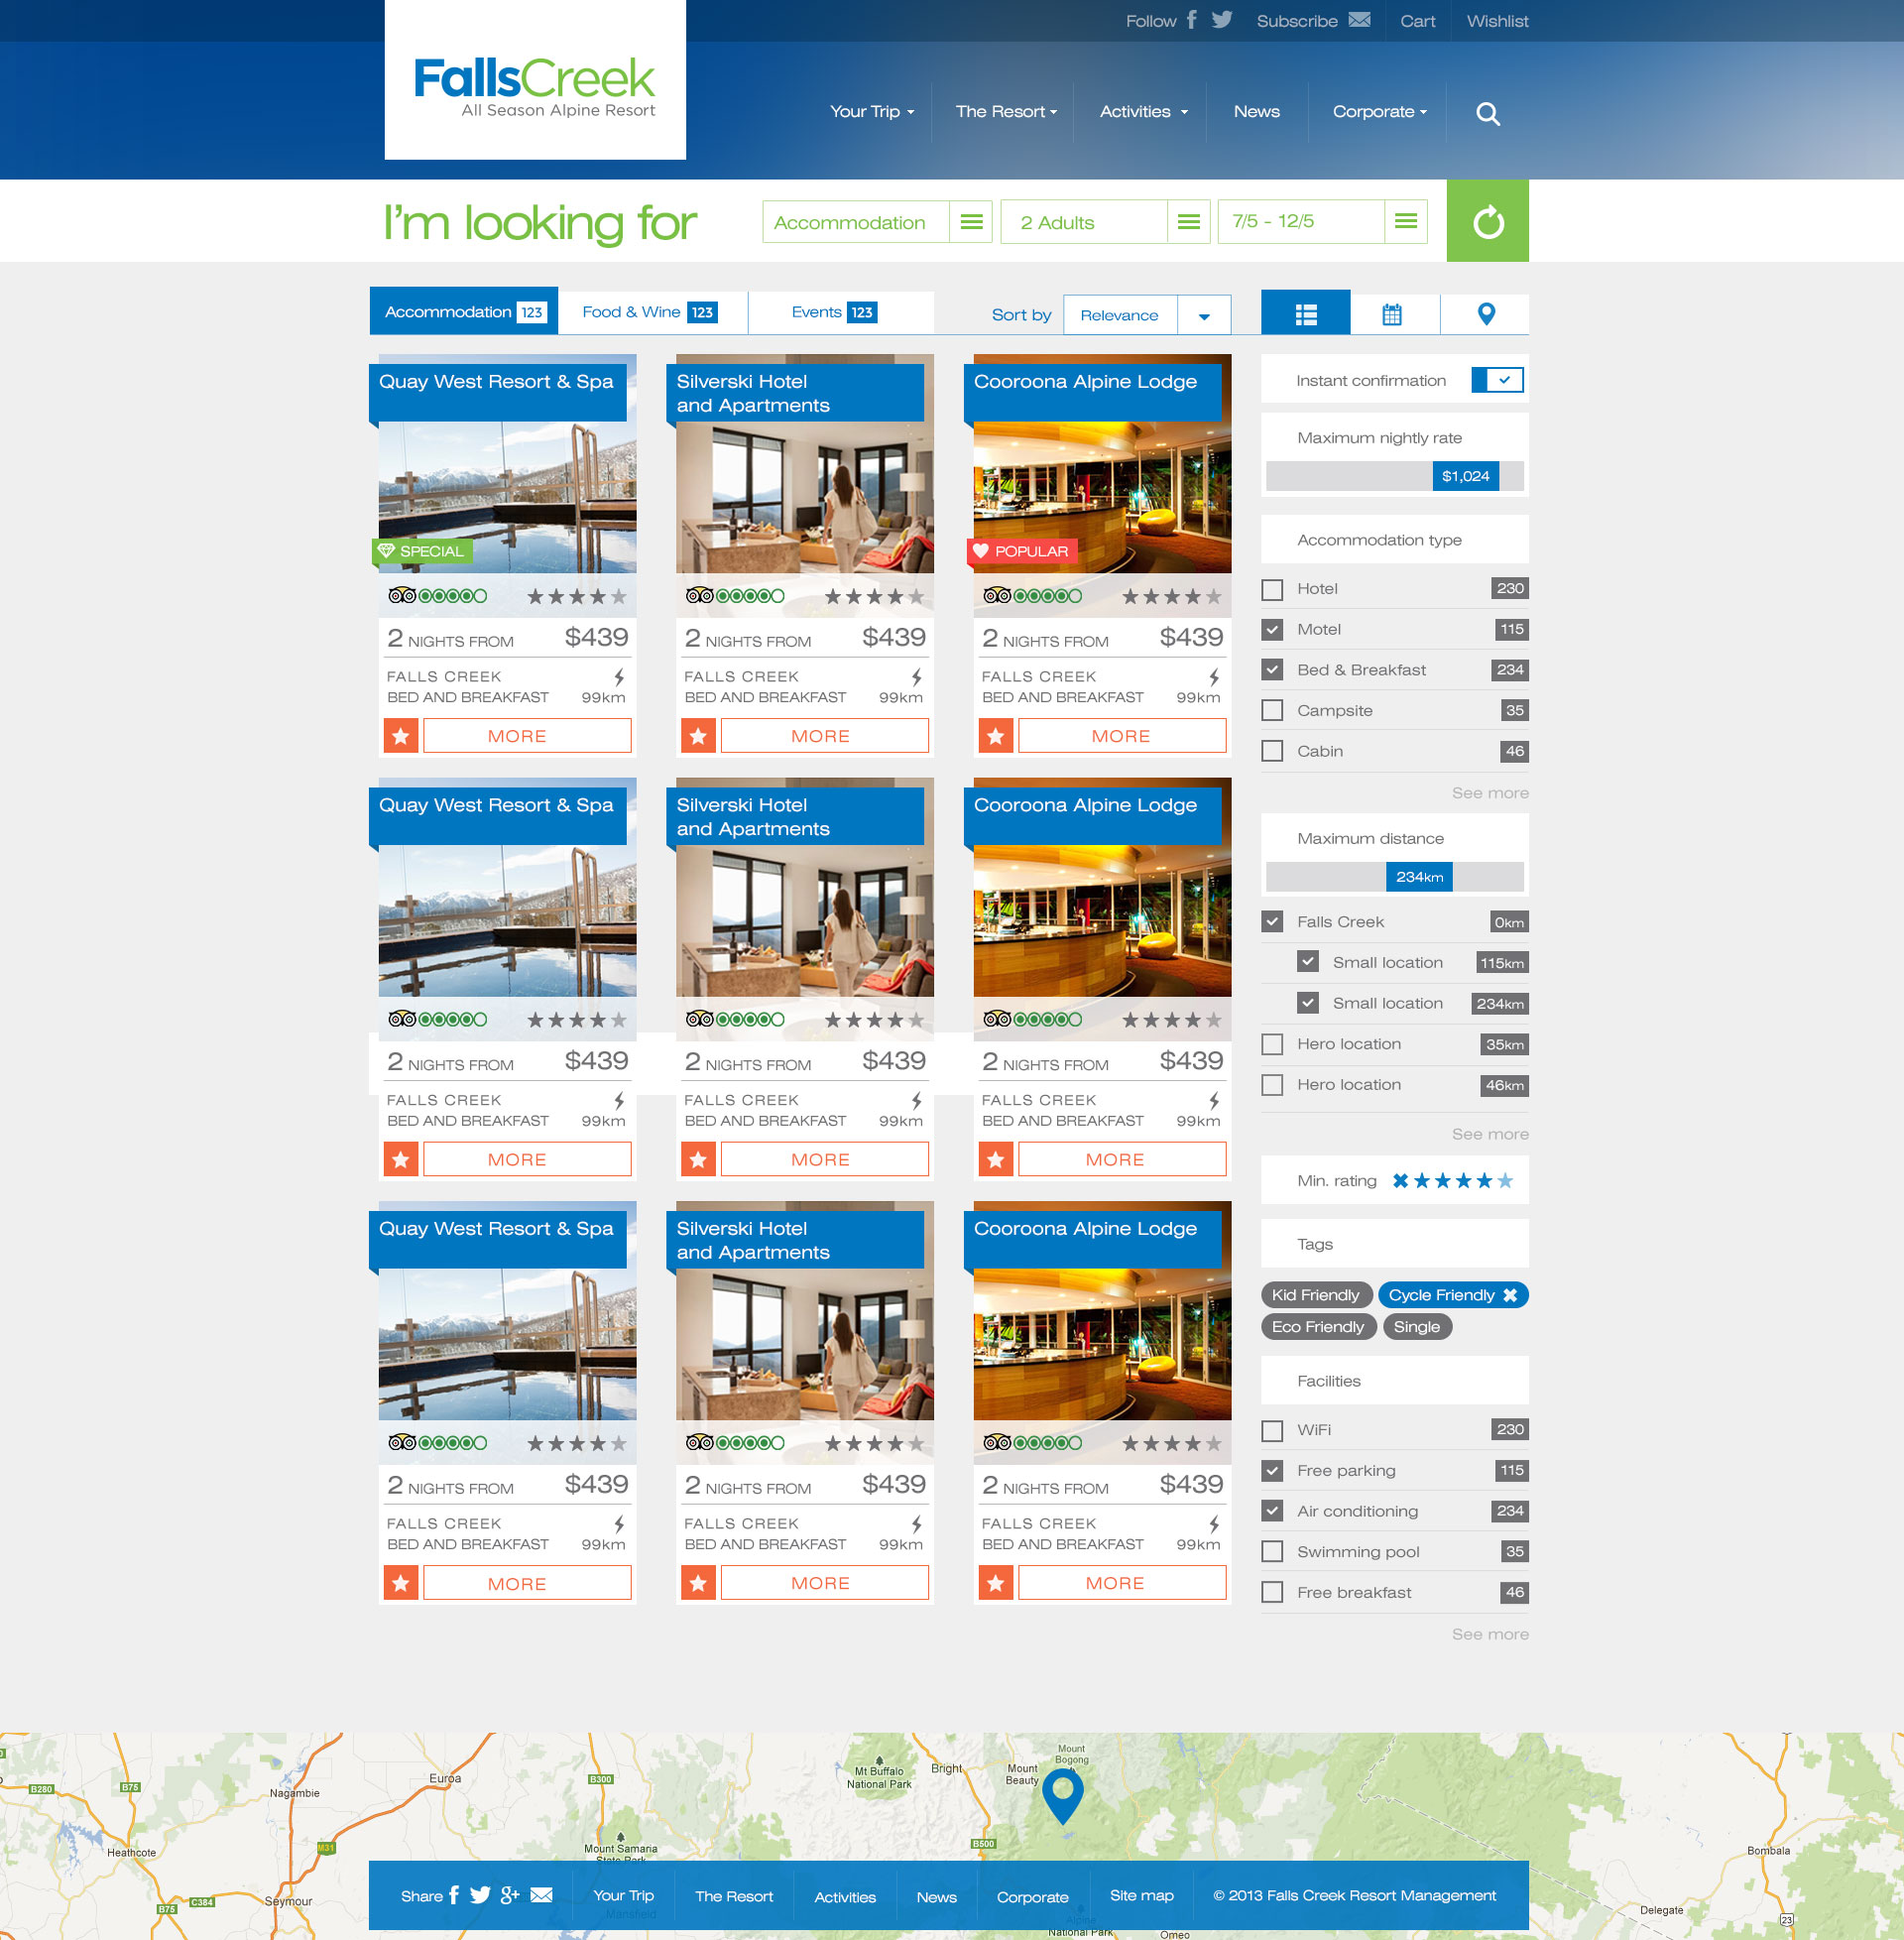 Follow Subscribe Cart Wishlist
FallsCreek
All Season Alpine Resort
Your Trip The Resort Activities News Corporate
I'm looking for Accommodation 2 Adults 7/5 - 12/5
Accommodation 123 Food & Wine 123 Events 123 Sort by Relevance
Quay West Resort & Spa
SPECIAL
2 NIGHTS FROM $439
FALLS CREEK
BED AND BREAKFAST 99km
MORE
Silverski Hotel
and Apartments
2 NIGHTS FROM $439
FALLS CREEK
BED AND BREAKFAST 99km
MORE
Cooroona Alpine Lodge
POPULAR
2 NIGHTS FROM $439
FALLS CREEK
BED AND BREAKFAST 99km
MORE
Quay West Resort & Spa
2 NIGHTS FROM $439
FALLS CREEK
BED AND BREAKFAST 99km
MORE
Silverski Hotel
and Apartments
2 NIGHTS FROM $439
FALLS CREEK
BED AND BREAKFAST 99km
MORE
Cooroona Alpine Lodge
2 NIGHTS FROM $439
FALLS CREEK
BED AND BREAKFAST 99km
MORE
Quay West Resort & Spa
2 NIGHTS FROM $439
FALLS CREEK
BED AND BREAKFAST 99km
MORE
Silverski Hotel
and Apartments
2 NIGHTS FROM $439
FALLS CREEK
BED AND BREAKFAST 99km
MORE
Cooroona Alpine Lodge
2 NIGHTS FROM $439
FALLS CREEK
BED AND BREAKFAST 99km
MORE
Instant confirmation
Maximum nightly rate
$1,024
Accommodation type
Hotel 230
Motel 115
Bed & Breakfast 234
Campsite 35
Cabin 46
See more
Maximum distance
234km
Falls Creek 0km
Small location 115km
Small location 234km
Hero location 35km
Hero location 46km
See more
Min. rating
Tags
Kid Friendly Cycle Friendly
Eco Friendly Single
Facilities
WiFi 230
Free parking 115
Air conditioning 234
Swimming pool 35
Free breakfast 46
See more
Mount
Bogong
Mt Buffalo
National Park
Bright
Mount
Beauty
Euroa
B300
B75
B280
Nagambie
M31
Heathcote
Mount Samaria
State Park
B500
Bombala
C384
Seymour
B75
Share Your Trip The Resort Activities News Corporate Site map © 2013 Falls Creek Resort Management
Mansfield
Alpine
National Park
Omeo
Delegate
23